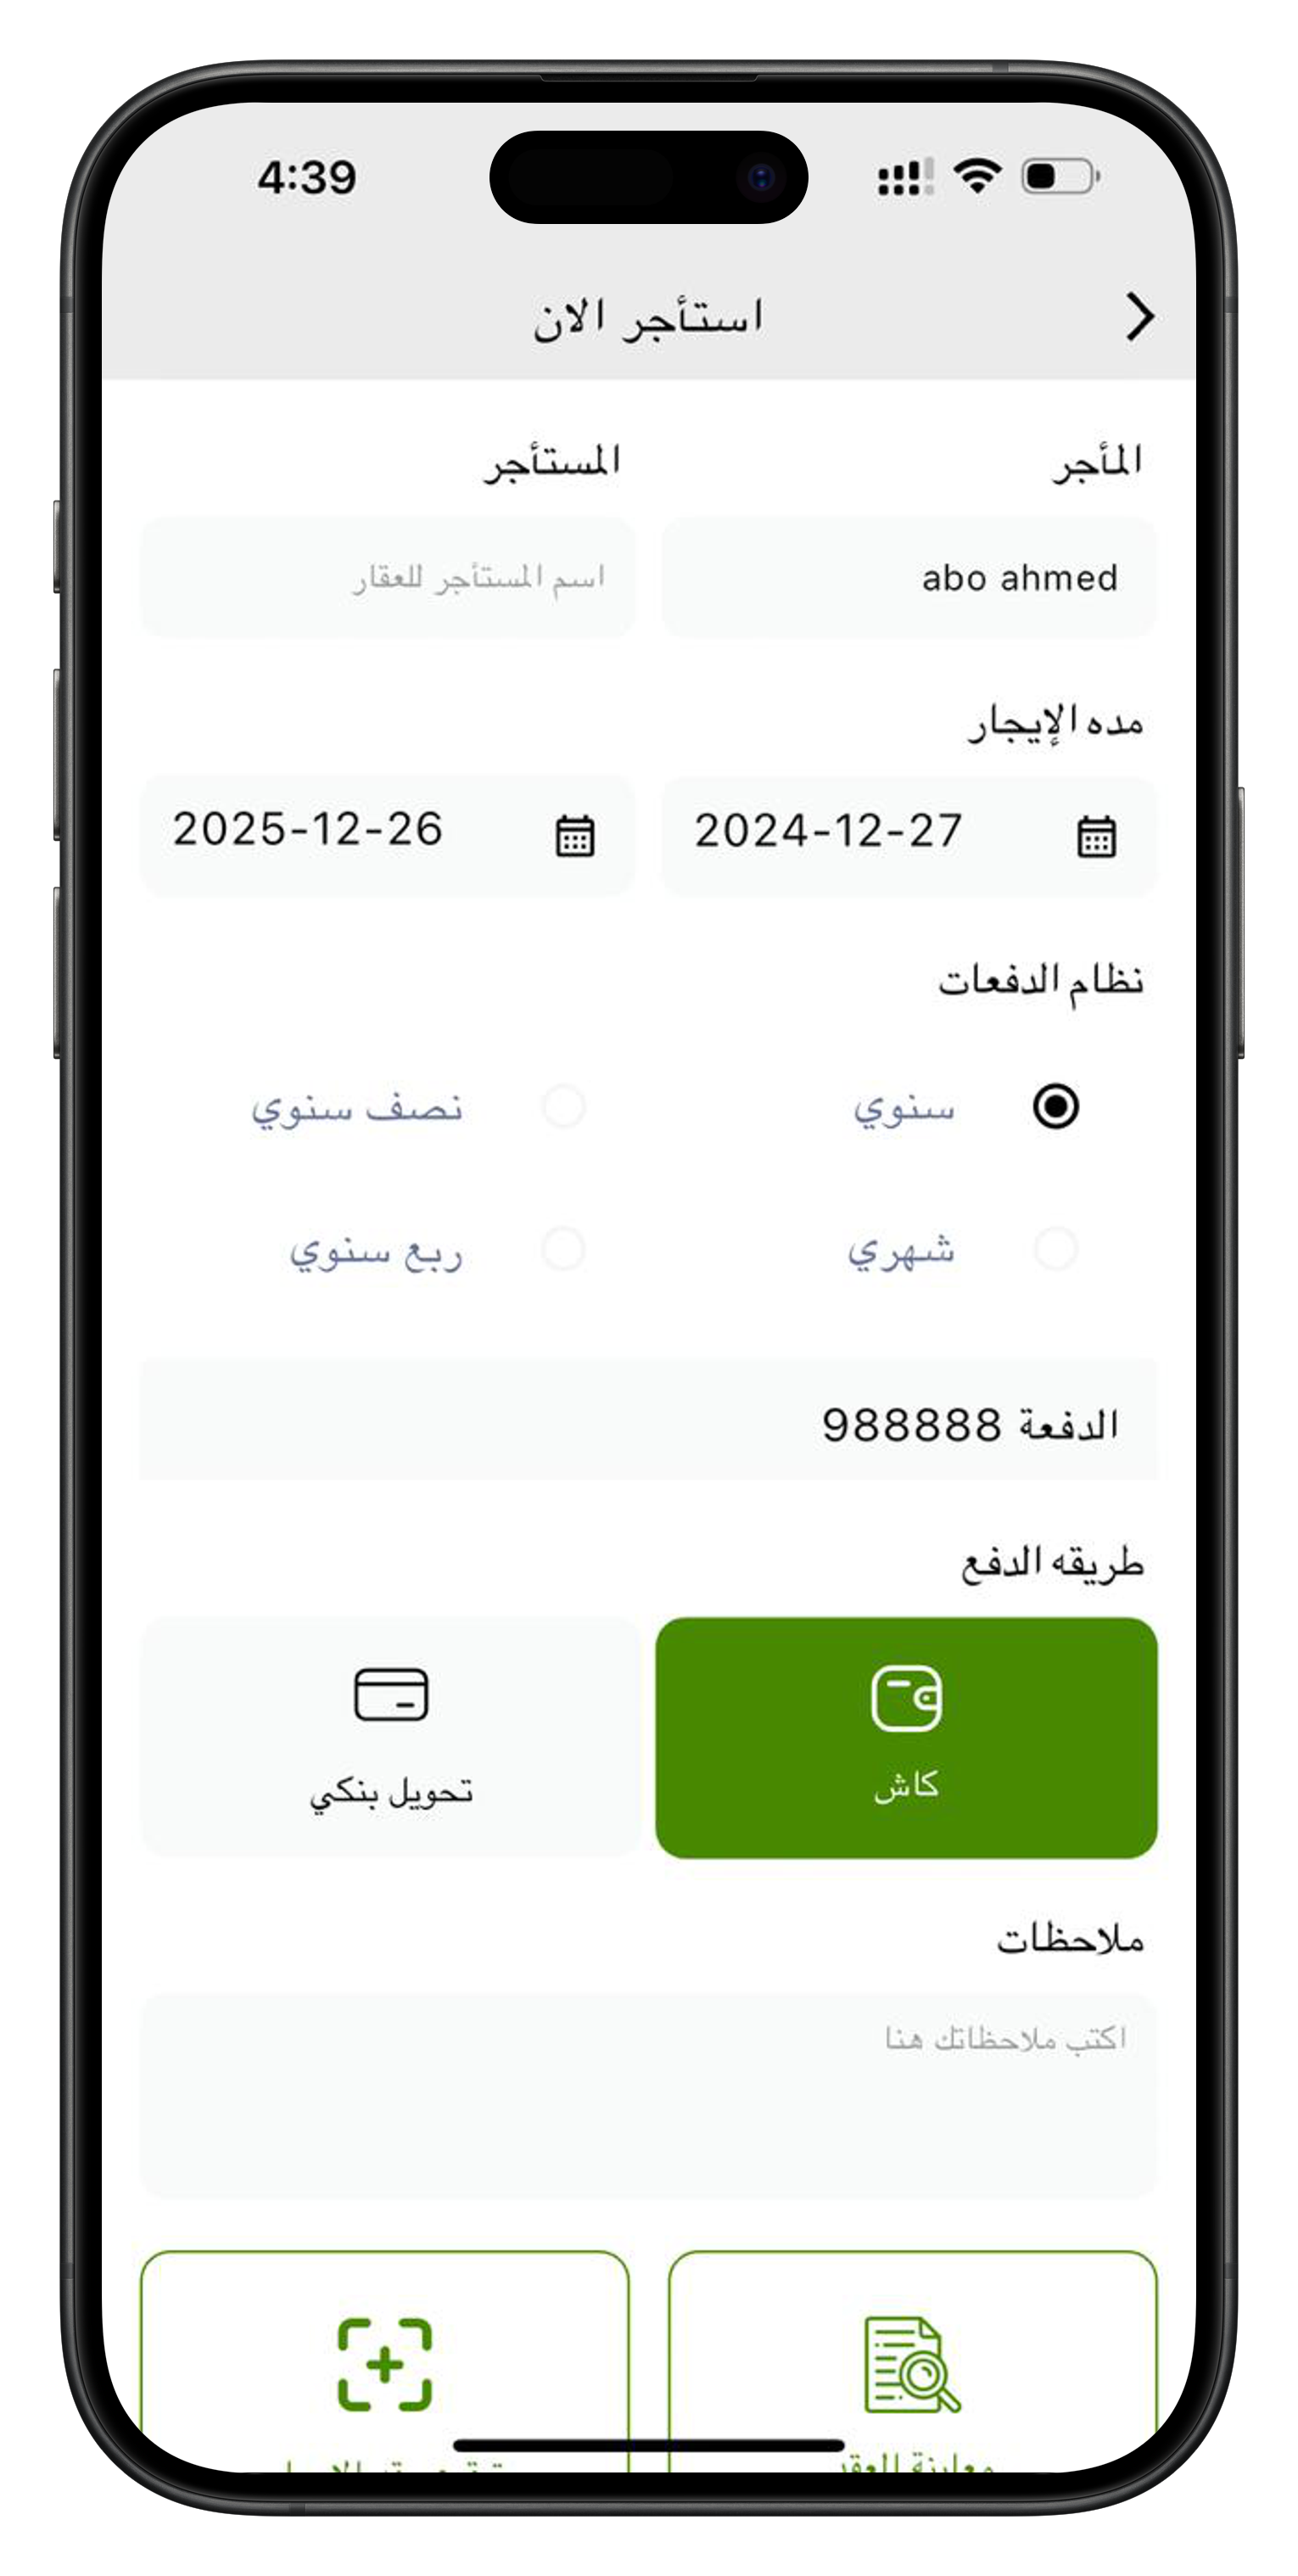 4:39
استأجر الان
المأجر
المستأجر
abo ahmed
اسم المستأجر للعقار
مده الإيجار
2024-12-27
2025-12-26
نظام الدفعات
سنوي
نصف سنوي
شهري
ربع سنوي
الدفعة 988888
طريقه الدفع
كاش
تحويل بنكي
ملاحظات
اكتب ملاحظاتك هنا
معاينة العقد